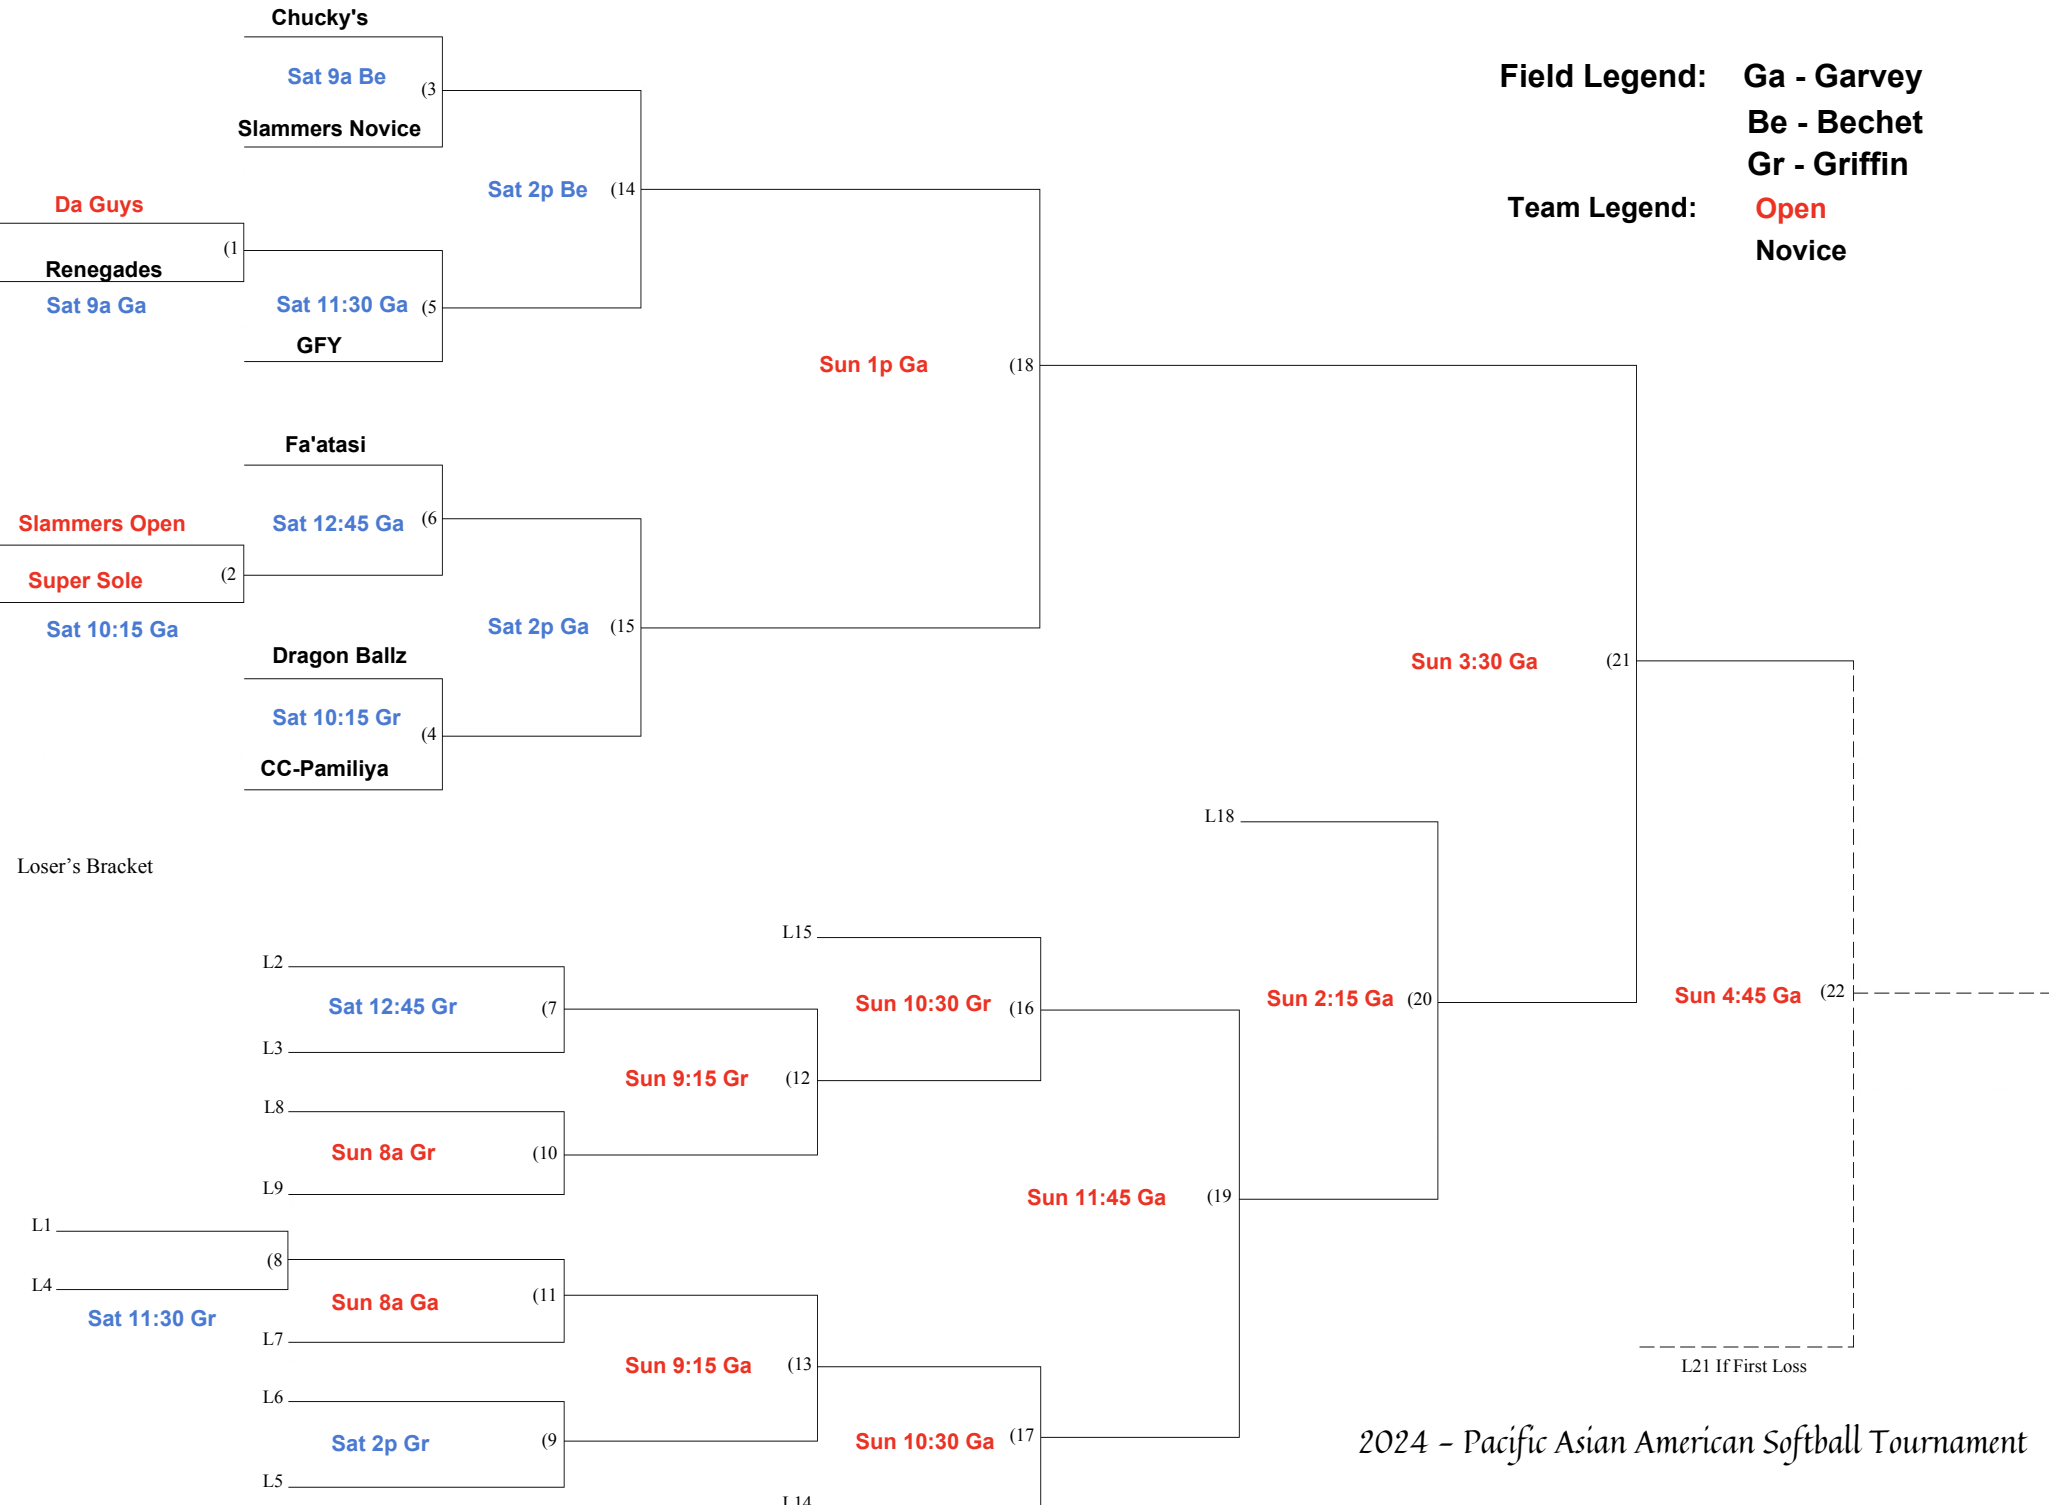 Chucky's
Sat 9a Be
(3
Slammers Novice
Field Legend: Ga - Garvey
Be - Bechet
Gr - Griffin
Team Legend: Open
Novice
Sat 2p Be (14
Da Guys
(1
Renegades
Sat 9a Ga
Sat 11:30 Ga (5
GFY
Sun 1p Ga (18
Fa'atasi
Slammers Open
Sat 12:45 Ga (6
Super Sole (2
Sat 10:15 Ga
Sat 2p Ga (15
Dragon Ballz
Sat 10:15 Gr
(4
CC-Pamiliya
Sun 3:30 Ga (21
L18
Loser’s Bracket
L15
L2
Sat 12:45 Gr (7
L3
Sun 10:30 Gr (16
Sun 2:15 Ga (20
Sun 4:45 Ga (22
Sun 9:15 Gr (12
L8
Sun 8a Gr (10
L9
Sun 11:45 Ga (19
L1
(8
L4
Sat 11:30 Gr
Sun 8a Ga (11
L7
Sun 9:15 Ga (13
L21 If First Loss
L6
Sat 2p Gr (9
L5
Sun 10:30 Ga (17
L14
2024 - Pacific Asian American Softball Tournament